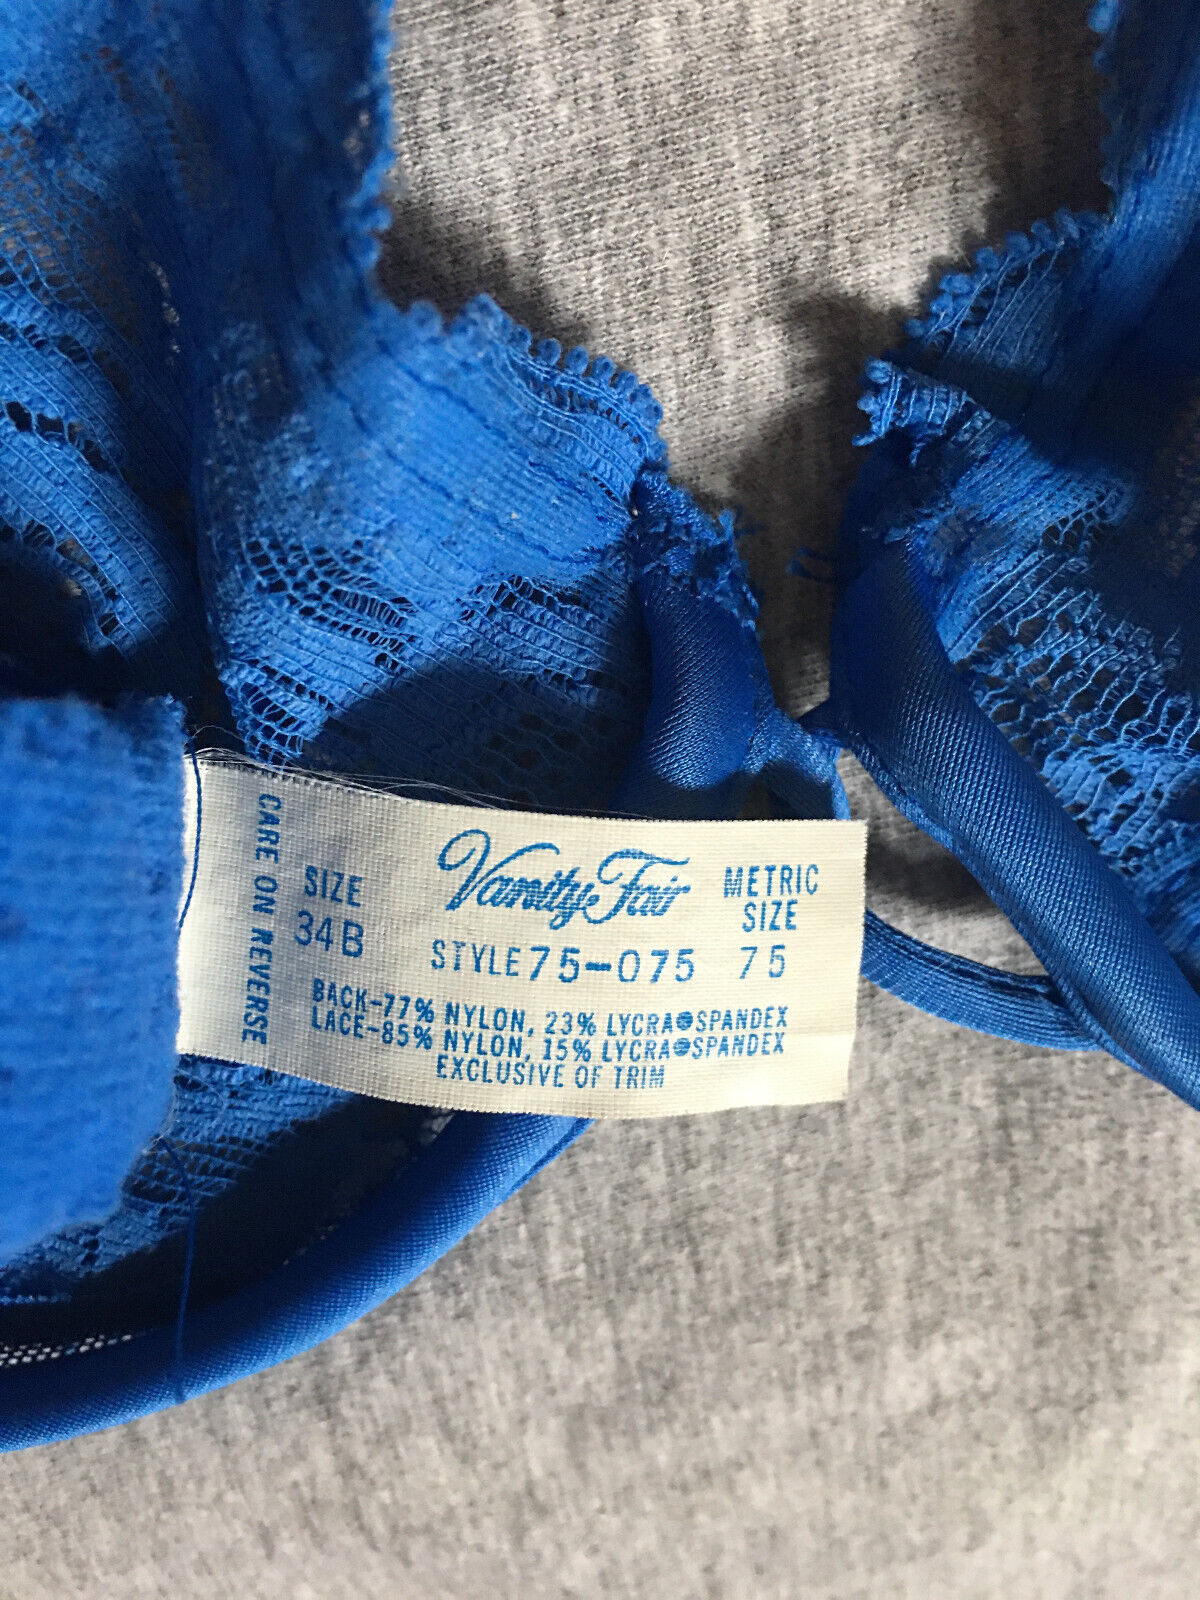 CARE ON REVERSE
SIZE
34B
Vanity Fair
STYLE 75-075
METRIC
SIZE
75
BACK-77% NYLON, 23% LYCRA®SPANDEX
LACE-85% NYLON, 15% LYCRA®SPANDEX
EXCLUSIVE OF TRIM